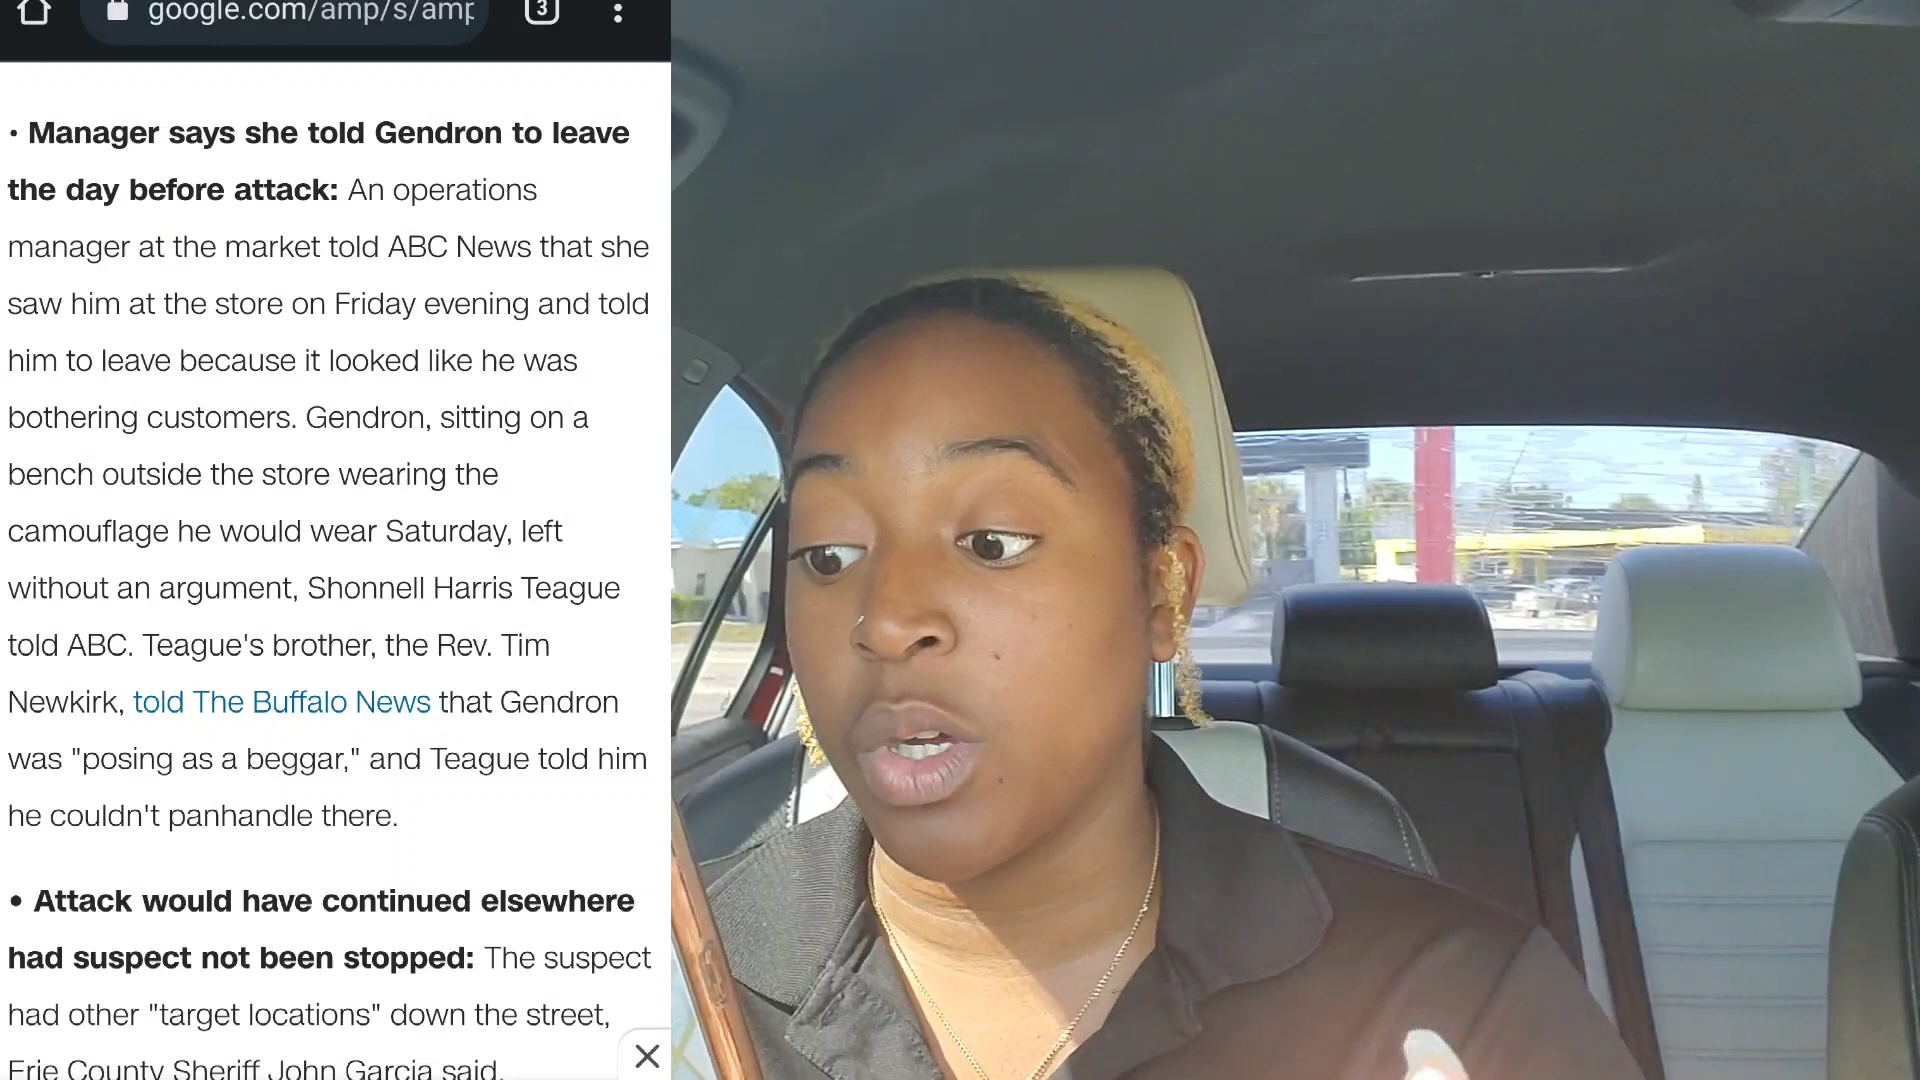 google.com/amp/s/amp
3
• Manager says she told Gendron to leave
the day before attack: An operations
manager at the market told ABC News that she
saw him at the store on Friday evening and told
him to leave because it looked like he was
bothering customers. Gendron, sitting on a
bench outside the store wearing the
camouflage he would wear Saturday, left
without an argument, Shonnell Harris Teague
told ABC. Teague's brother, the Rev. Tim
Newkirk, told The Buffalo News that Gendron
was "posing as a beggar," and Teague told him
he couldn't panhandle there.
• Attack would have continued elsewhere
had suspect not been stopped: The suspect
had other "target locations" down the street,
Erie County Sheriff John Garcia said.